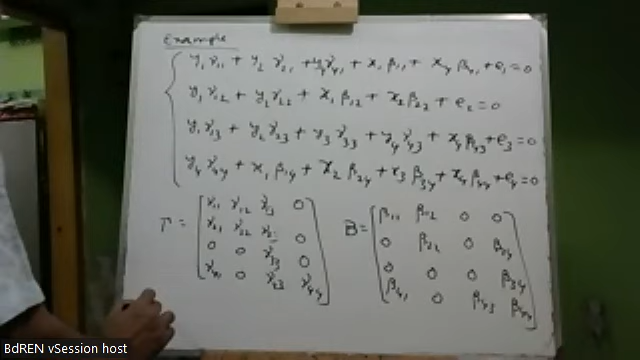 Example
y₁γ₁₁ + y₂γ₂₁ + y₄γ₄₁ + x₁β₁₁ + x₄β₄₁ + e₁ = 0
y₁γ₁₂ + y₂γ₂₂ + x₁β₁₂ + x₂β₂₂ + e₂ = 0
y₁γ₁₃ + y₂γ₂₃ + y₃γ₃₃ + y₄γ₄₃ + x₄β₄₃ + e₃ = 0
y₄γ₄₄ + x₁β₁₄ + x₂β₂₄ + x₃β₃₄ + x₄β₄₄ + e₄ = 0
Γ = [γ₁₁ γ₁₂ γ₁₃ 0 B = [β₁₁ β₁₂ 0 0
γ₂₁ γ₂₂ γ₂₃ 0 0 β₂₂ 0 β₂₄
0 0 γ₃₃ 0 0 0 0 β₃₄
γ₄₁ 0 γ₄₃ γ₄₄] β₄₁ 0 β₄₃ β₄₄]
BdREN vSession host